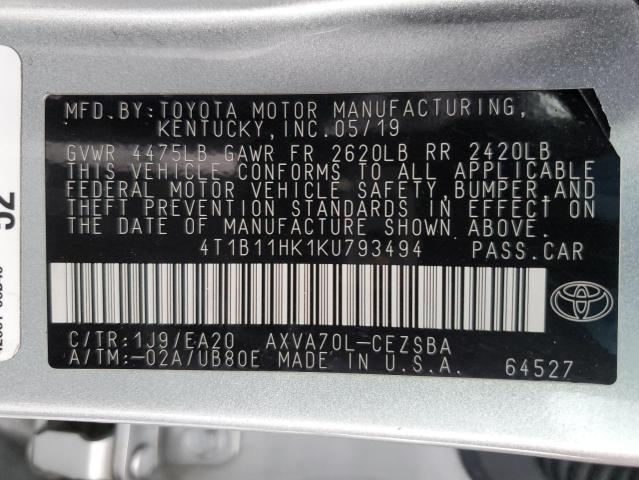 MFD.BY:TOYOTA MOTOR MANUFACTURING,
KENTUCKY,INC.05/19
GVWR 4475LB GAWR FR 2620LB RR 2420LB
THIS VEHICLE CONFORMS TO ALL APPLICABLE
FEDERAL MOTOR VEHICLE SAFETY,BUMPER,AND
THEFT PREVENTION STANDARDS IN EFFECT ON
THE DATE OF MANUFACTURE SHOWN ABOVE.
4T1B11HK1KU793494 PASS.CAR
C/TR:1J9/EA20 AXVA70L-CEZSBA
A/TM:-02A/UB80E MADE IN U.S.A. 64527
52